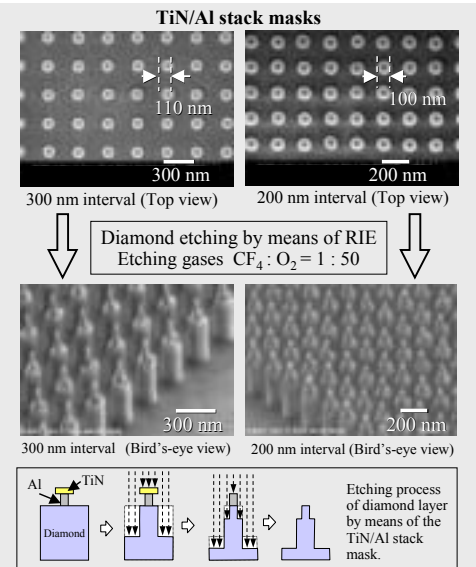 TiN/Al stack masks
110 nm
300 nm
100 nm
200 nm
300 nm interval (Top view)
200 nm interval (Top view)
Diamond etching by means of RIE
Etching gases CF₄ : O₂ = 1 : 50
300 nm
200 nm
300 nm interval (Bird's-eye view)
200 nm interval (Bird's-eye view)
Al
TiN
Diamond
Etching process
of diamond layer
by means of the
TiN/Al stack
mask.